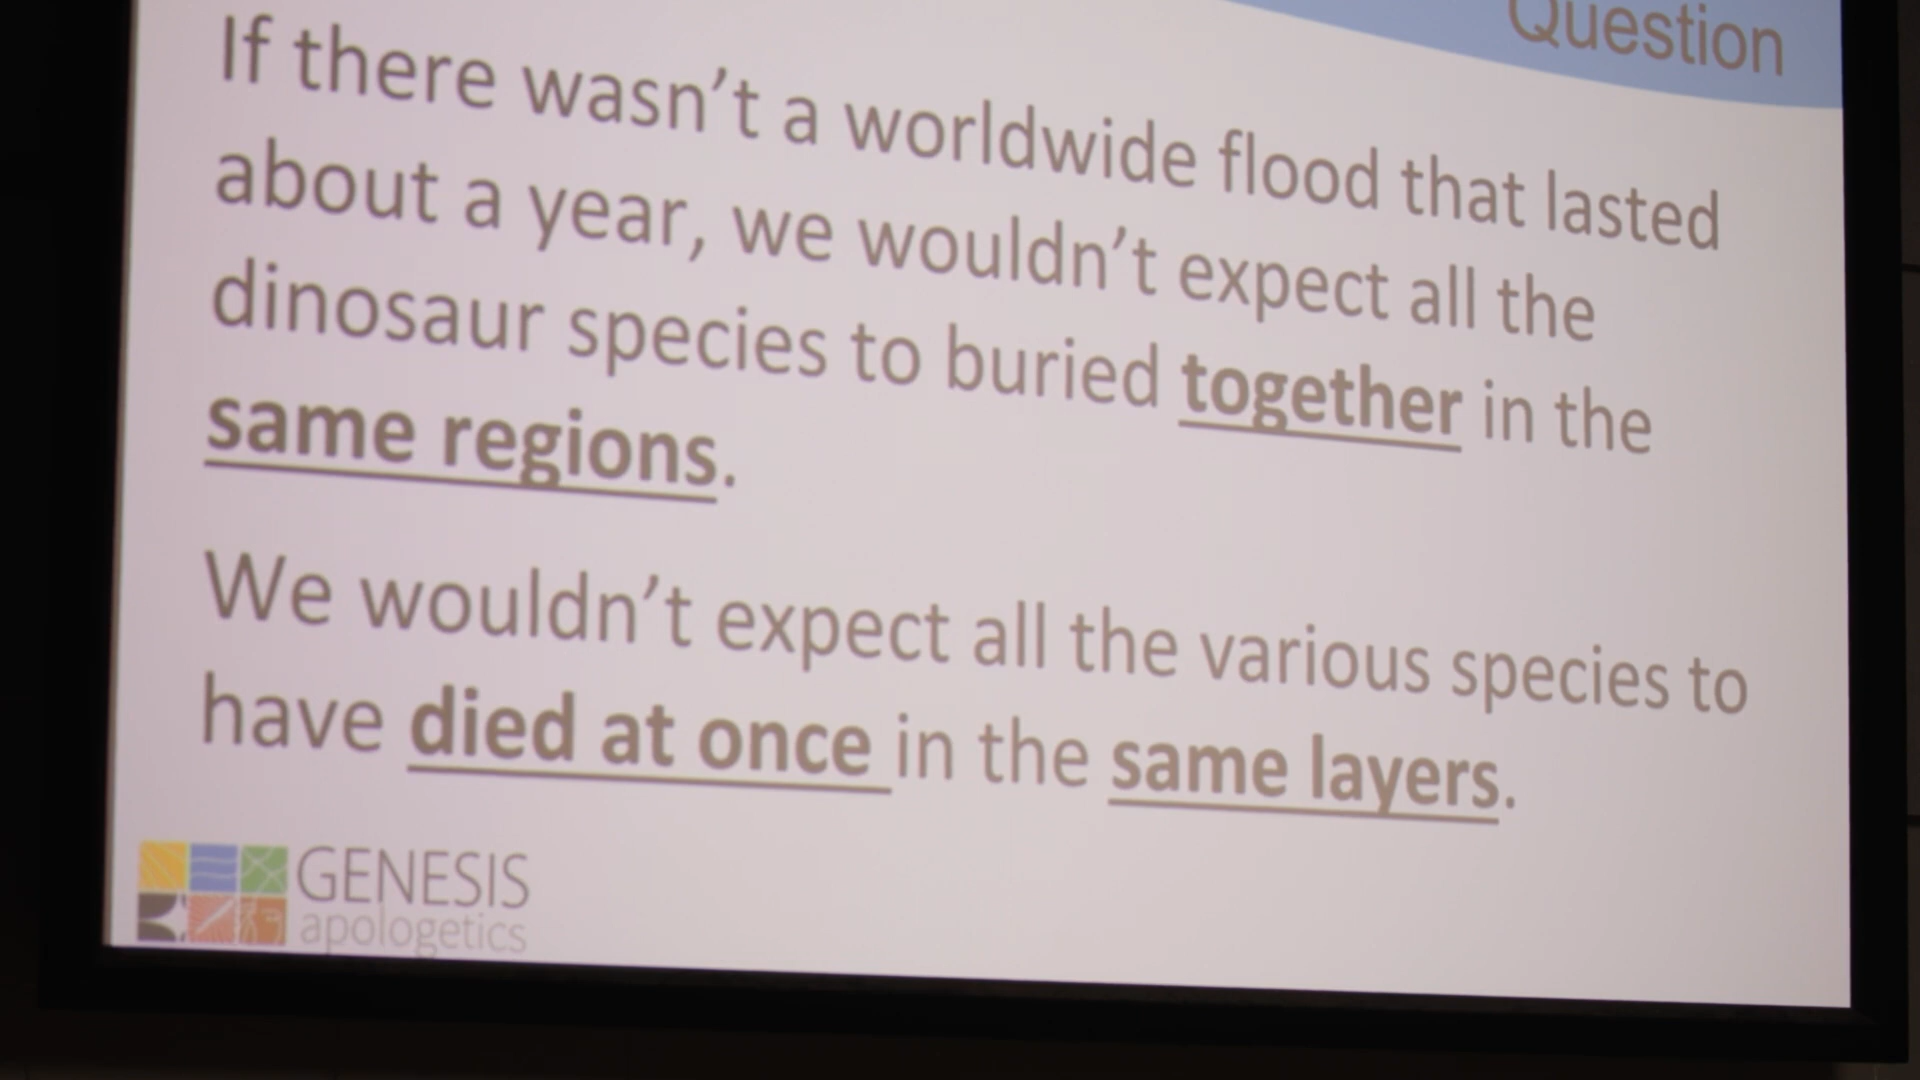 Question
If there wasn’t a worldwide flood that lasted
about a year, we wouldn’t expect all the
dinosaur species to buried together in the
same regions.
We wouldn’t expect all the various species to
have died at once in the same layers.
GENESIS
apologetics